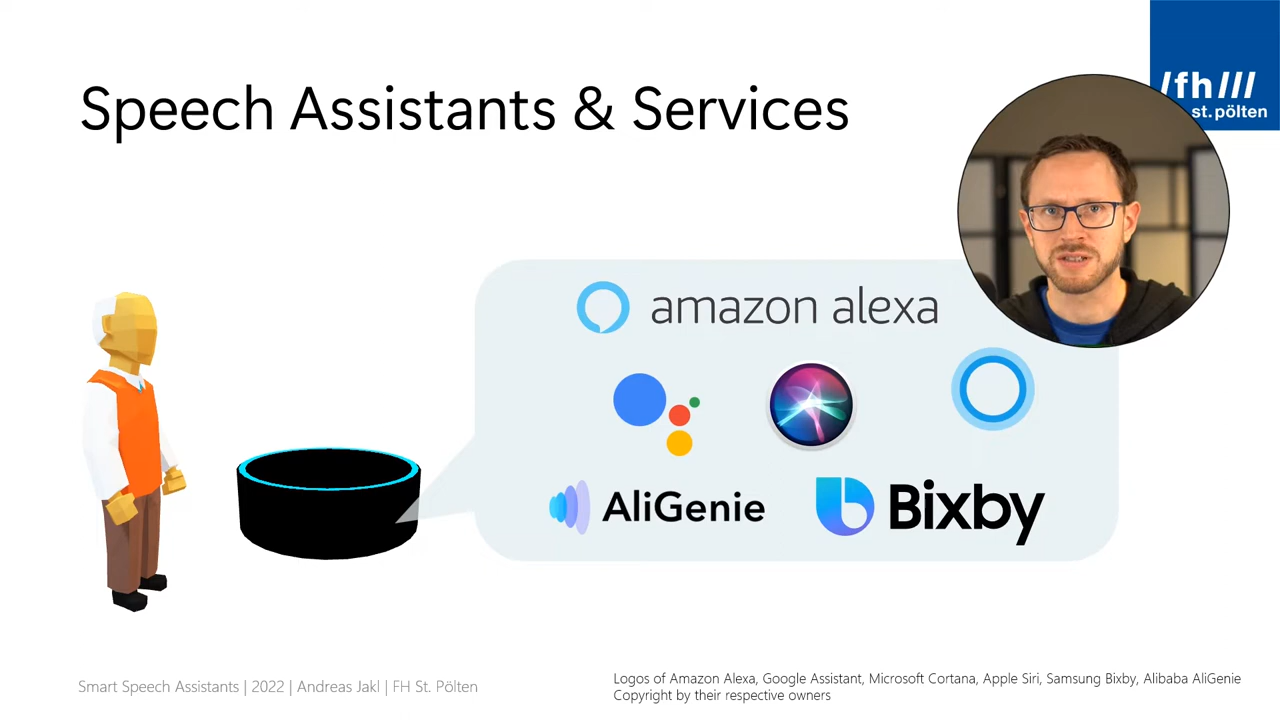 Speech Assistants & Services
/fh///
st.pölten
amazon alexa
AliGenie
Bixby
Smart Speech Assistants | 2022 | Andreas Jakl | FH St. Pölten
Logos of Amazon Alexa, Google Assistant, Microsoft Cortana, Apple Siri, Samsung Bixby, Alibaba AliGenie
Copyright by their respective owners